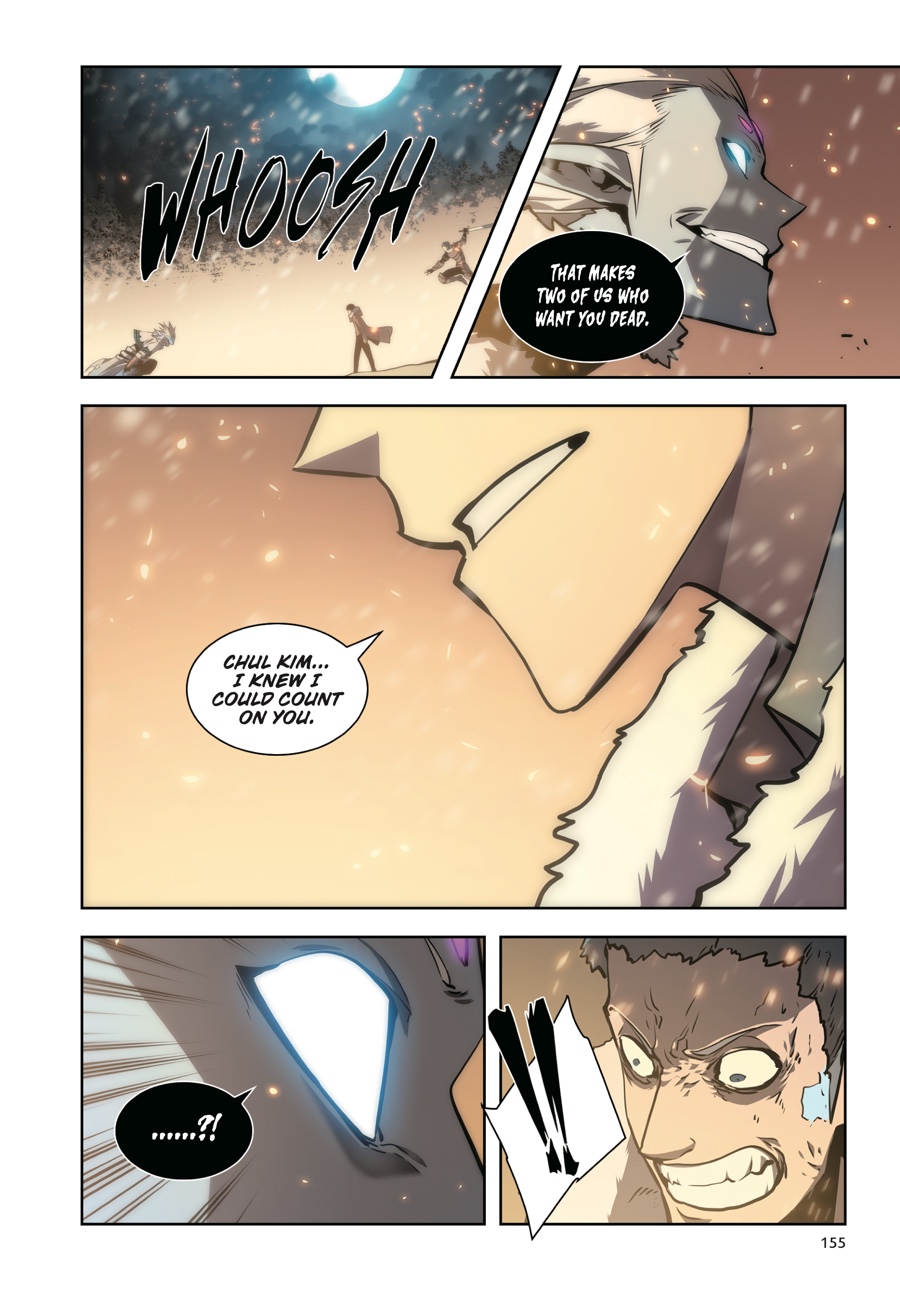 WHOOSH
THAT MAKES
TWO OF US WHO
WANT YOU DEAD.
CHUL KIM...
I KNEW I
COULD COUNT
ON YOU.
.......?!
!!
155